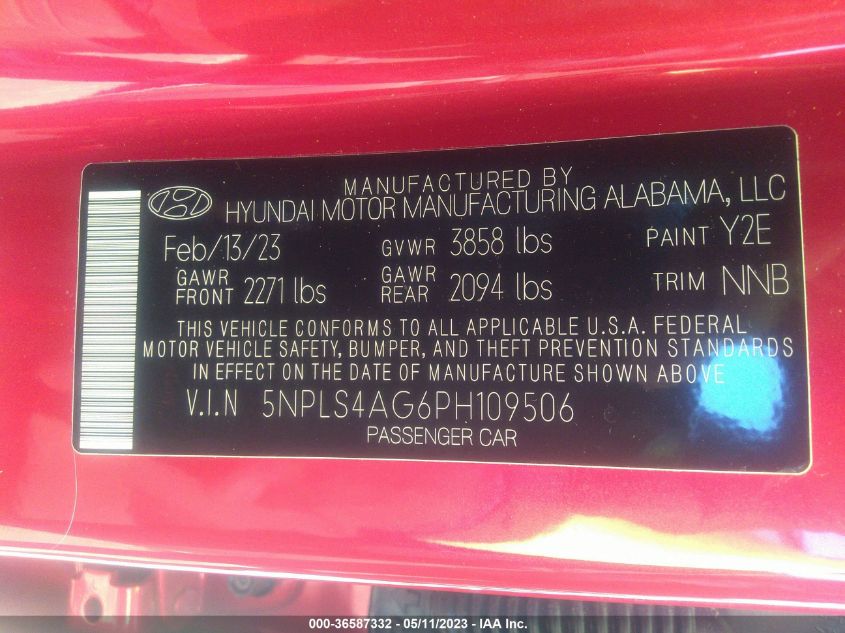 MANUFACTURED BY
HYUNDAI MOTOR MANUFACTURING ALABAMA, LLC
Feb/13/23 GVWR 3858 lbs PAINT Y2E
GAWR FRONT 2271 lbs GAWR REAR 2094 lbs TRIM NNB
THIS VEHICLE CONFORMS TO ALL APPLICABLE U.S.A. FEDERAL
MOTOR VEHICLE SAFETY, BUMPER, AND THEFT PREVENTION STANDARDS
IN EFFECT ON THE DATE OF MANUFACTURE SHOWN ABOVE
V.I.N 5NPLS4AG6PH109506
PASSENGER CAR
000-36587332 - 05/11/2023 - IAA Inc.